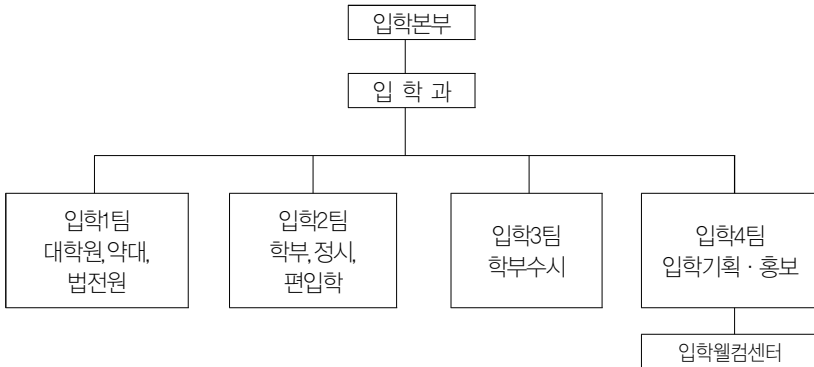 입학본부
입 학 과
입학1팀
대학원,약대,
법전원
입학2팀
학부, 정시,
편입학
입학3팀
학부수시
입학4팀
입학기획 · 홍보
입학웰컴센터